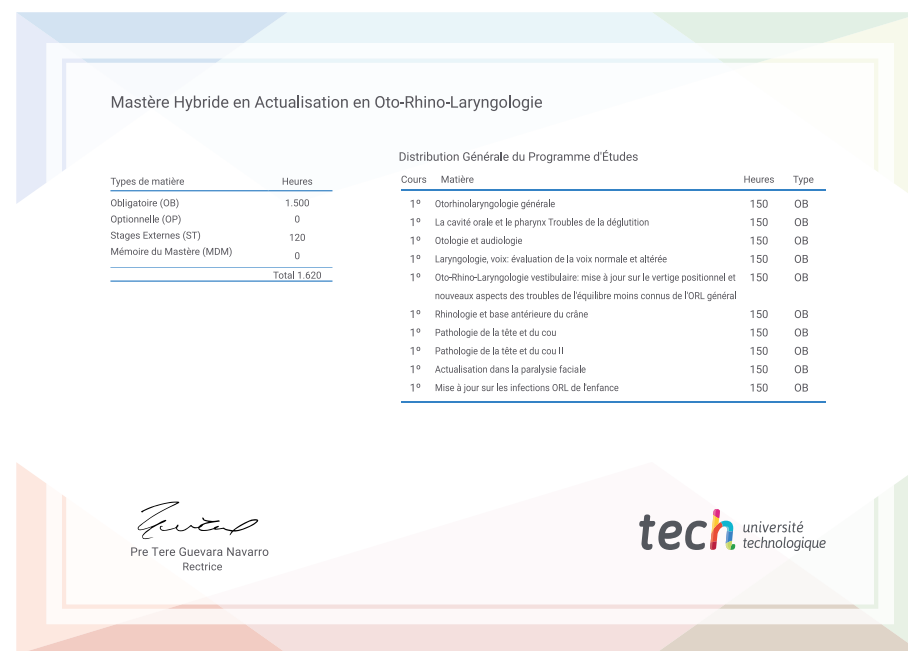 Mastère Hybride en Actualisation en Oto-Rhino-Laryngologie
Types de matière Heures
Obligatoire (OB) 1.500
Optionnelle (OP) 0
Stages Externes (ST) 120
Mémoire du Mastère (MDM) 0
Total 1.620
Distribution Générale du Programme d'Études
Cours Matière Heures Type
1º Otorhinolaryngologie générale 150 OB
1º La cavité orale et le pharynx Troubles de la déglutition 150 OB
1º Otologie et audiologie 150 OB
1º Laryngologie, voix: évaluation de la voix normale et altérée 150 OB
1º Oto-Rhino-Laryngologie vestibulaire: mise à jour sur le vertige positionnel et 150 OB
nouveaux aspects des troubles de l'équilibre moins connus de l'ORL général
1º Rhinologie et base antérieure du crâne 150 OB
1º Pathologie de la tête et du cou 150 OB
1º Pathologie de la tête et du cou II 150 OB
1º Actualisation dans la paralysie faciale 150 OB
1º Mise à jour sur les infections ORL de l'enfance 150 OB
Pre Tere Guevara Navarro
Rectrice
tech université
technologique